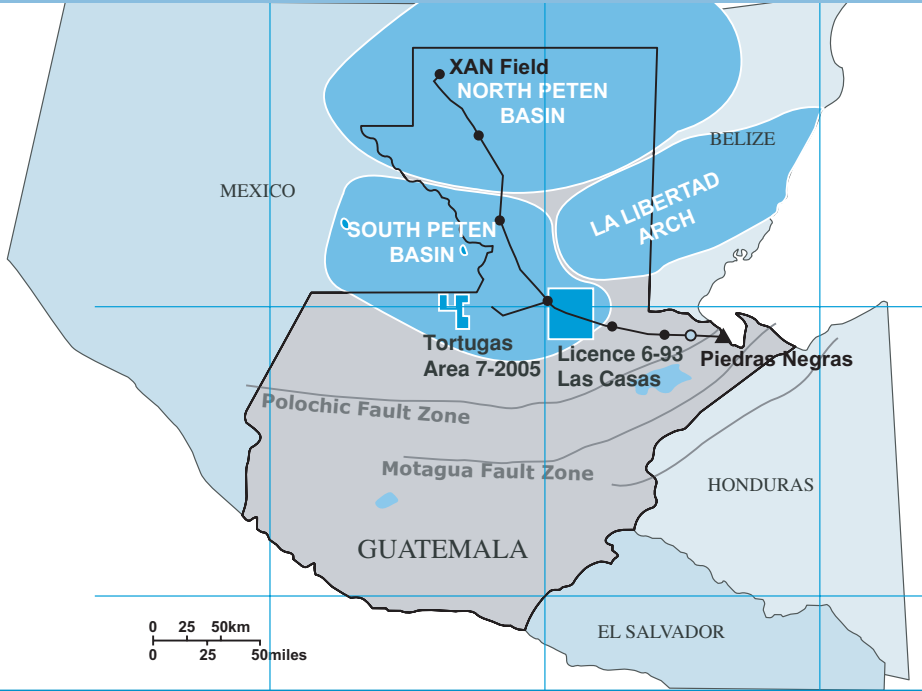 XAN Field
NORTH PETEN
BASIN
BELIZE
MEXICO
LA LIBERTAD
ARCH
SOUTH PETEN
BASIN
Tortugas
Area 7-2005
Licence 6-93
Las Casas
Piedras Negras
Polochic Fault Zone
Motagua Fault Zone
HONDURAS
GUATEMALA
EL SALVADOR
0 25 50km
0 25 50miles